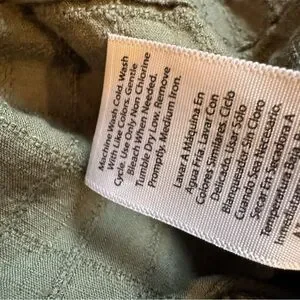 Machine Wash Cold. Wash
With Like Colors. Gentle
Cycle. Use Only Non Chlorine
Bleach When Needed.
Tumble Dry Low. Remove
Promptly. Medium Iron.
Lavar A Máquina En
Agua Fría. Lavar Con
Colores Similares. Ciclo
Delicado. Usar Sólo
Blanqueador Sin Cloro
Cuando Sea Necesario.
Secar En Secadora A
Temperatura